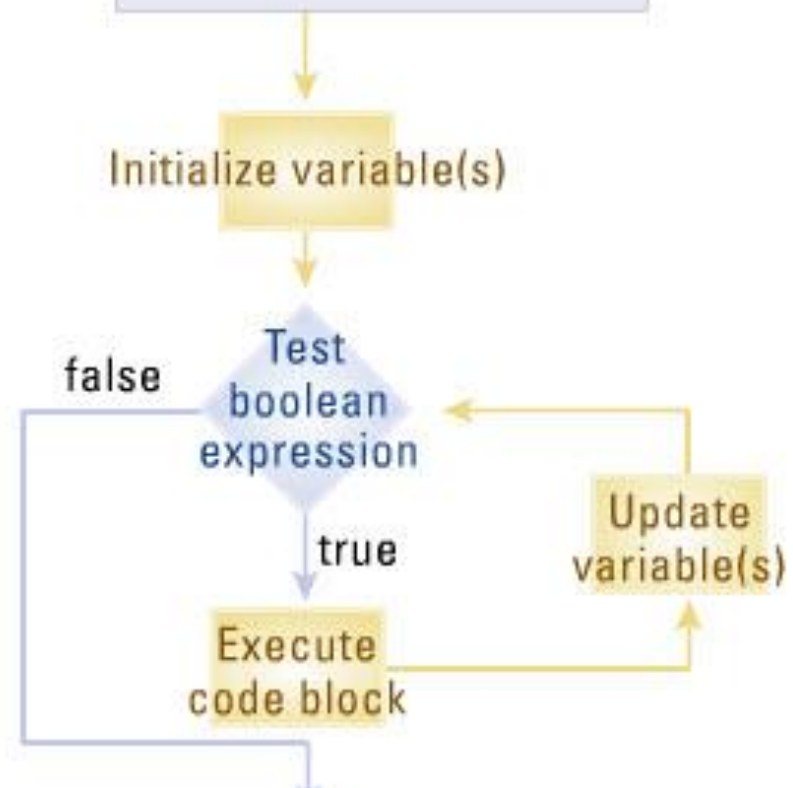 Initialize variable(s)
Test
boolean
expression
false
true
Update
variable(s)
Execute
code block